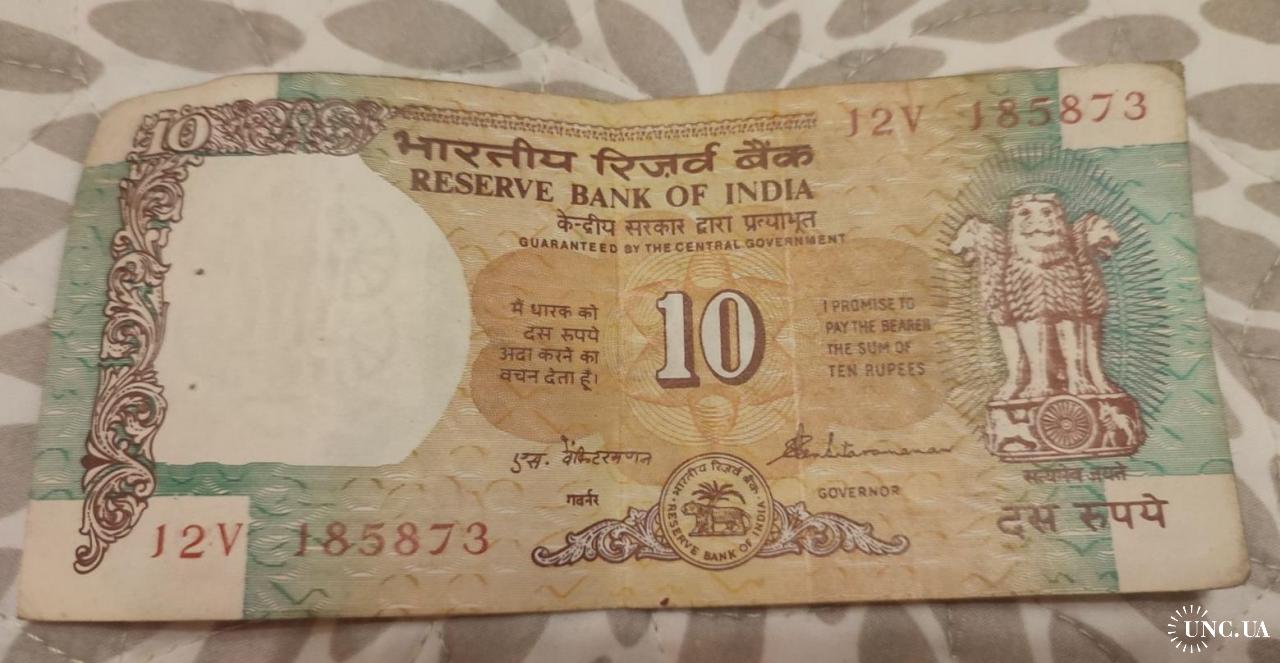 10
12V 185873
भारतीय रिज़र्व बैंक
RESERVE BANK OF INDIA
केन्द्रीय सरकार द्वारा प्रत्याभूत
GUARANTEED BY THE CENTRAL GOVERNMENT
मैं धारक को
दस रुपये
अदा करने का
वचन देता हूँ।
10
I PROMISE TO
PAY THE BEARER
THE SUM OF
TEN RUPEES
एस. वेंकिटरमणन
गवर्नर
GOVERNOR
भारतीय रिज़र्व बैंक
RESERVE BANK OF INDIA
सत्यमेव जयते
दस रुपये
12V 185873
UNC.UA